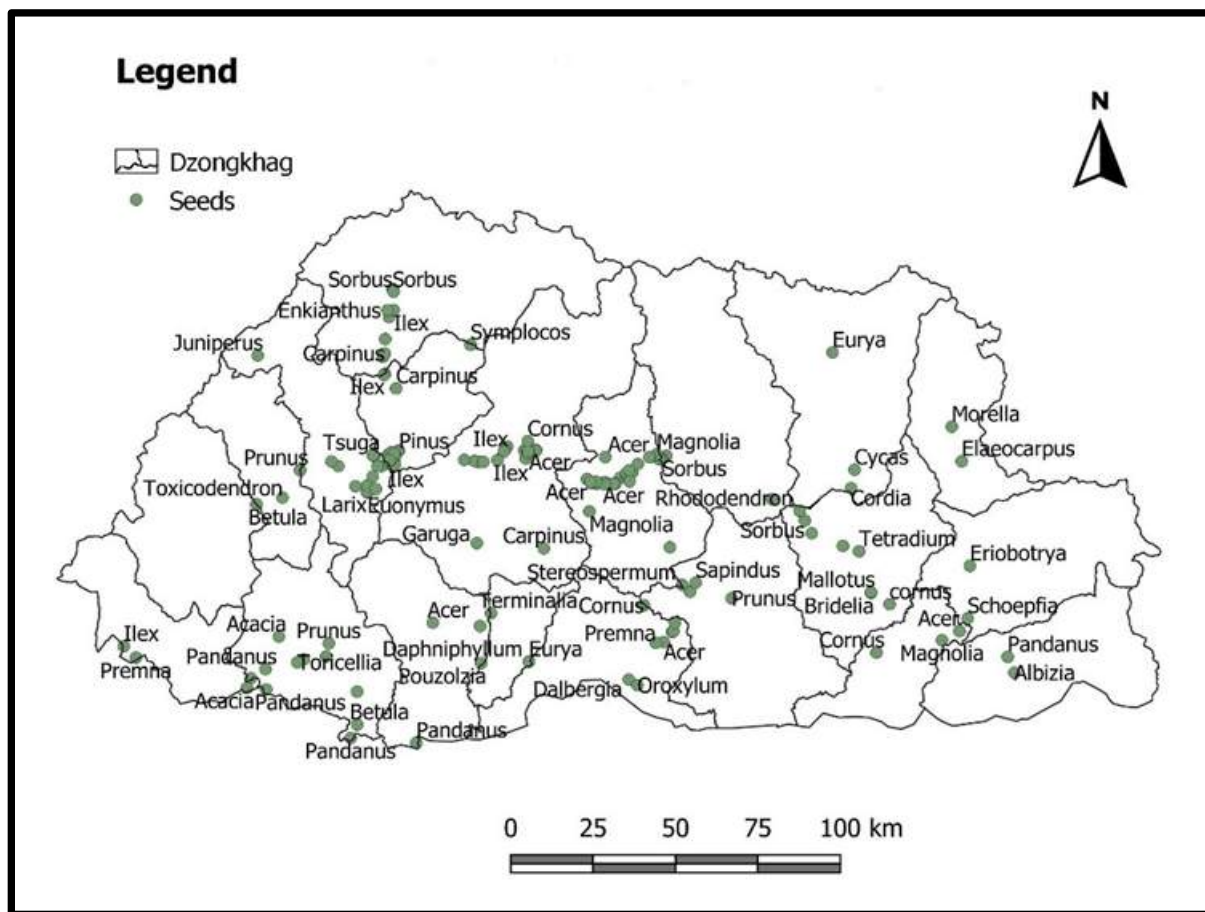 Legend
N
Dzongkhag
Seeds
SorbusSorbus
Enkianthus
Ilex
Symplocos
Juniperus
Carpinus
Eurya
Ilex
Carpinus
Morella
Cornus
Tsuga
Pinus
Ilex
Acer
Magnolia
Elaeocarpus
Prunus
Ilex
Ilex
Acer
Sorbus
Cycas
Toxicodendron
Betula
Larix
Euonymus
Acer
Acer
Rhododendron
Cordia
Magnolia
Sorbus
Garuga
Carpinus
Tetradium
Eriobotrya
Stereospermum
Sapindus
Mallotus
Prunus
Bridelia
cornus
Acer
Terminalia
Cornus
Schoepfia
Acer
Ilex
Acacia
Prunus
Premna
Cornus
Magnolia
Pandanus
Premna
Pandanus
Toricellia
Daphniphyllum
Eurya
Acer
Albizia
Pouzolzia
Acacia
Pandanus
Dalbergia
Oroxylum
Betula
Pandanus
Pandanus
0 25 50 75 100 km